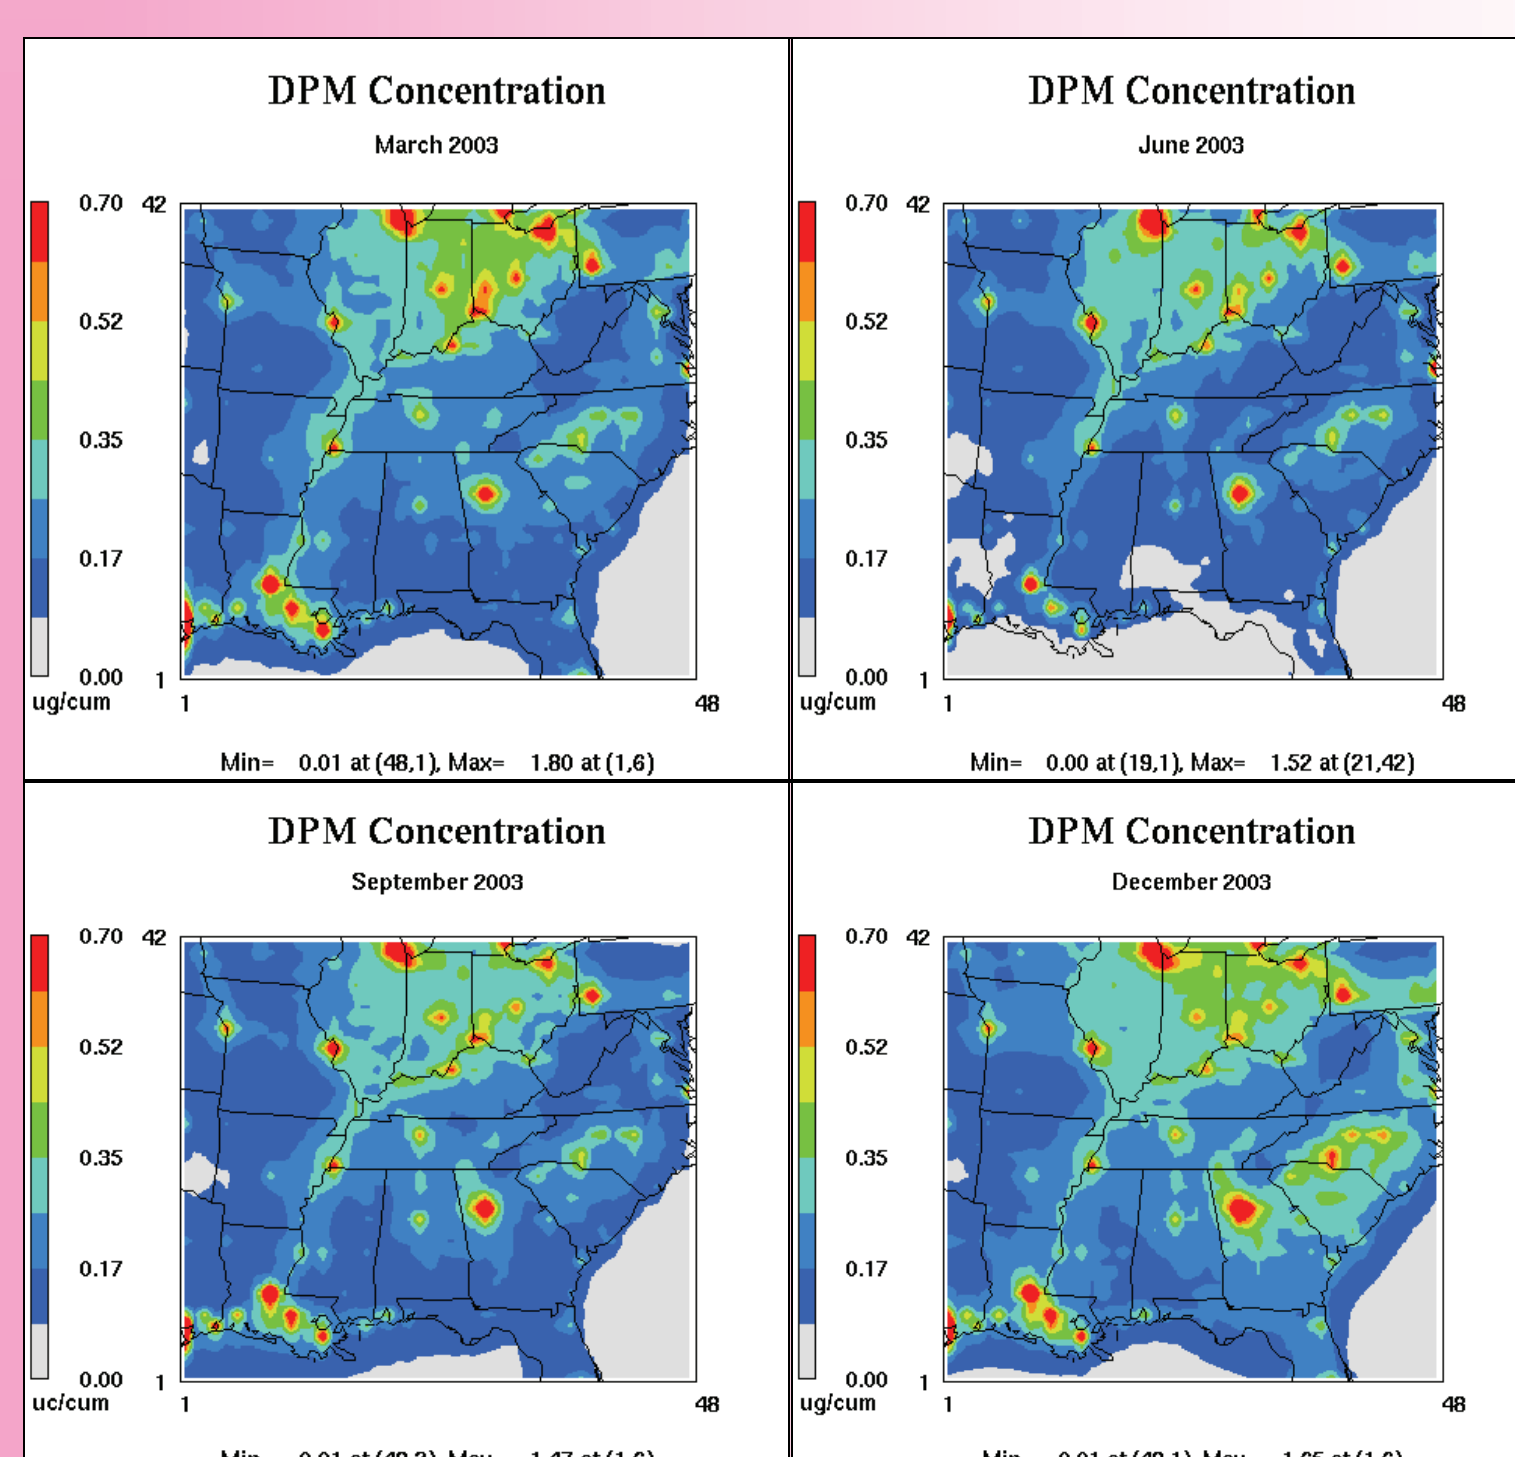 DPM Concentration
March 2003
0.70
0.52
0.35
0.17
0.00
ug/cum
42
1
1
48
Min= 0.01 at (48,1), Max= 1.80 at (1,6)
DPM Concentration
June 2003
0.70
0.52
0.35
0.17
0.00
ug/cum
42
1
1
48
Min= 0.00 at (19,1), Max= 1.52 at (21,42)
DPM Concentration
September 2003
0.70
0.52
0.35
0.17
0.00
uc/cum
42
1
1
48
DPM Concentration
December 2003
0.70
0.52
0.35
0.17
0.00
ug/cum
42
1
1
48